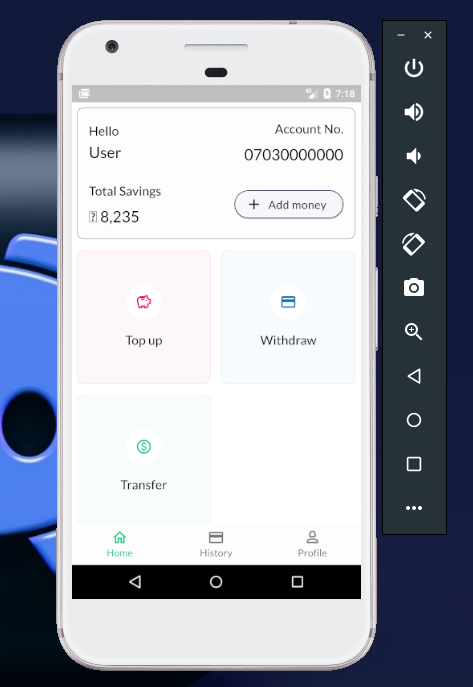 7:18
Hello
Account No.
User
07030000000
Total Savings
8,235
Add money
Top up
Withdraw
Transfer
Home
History
Profile